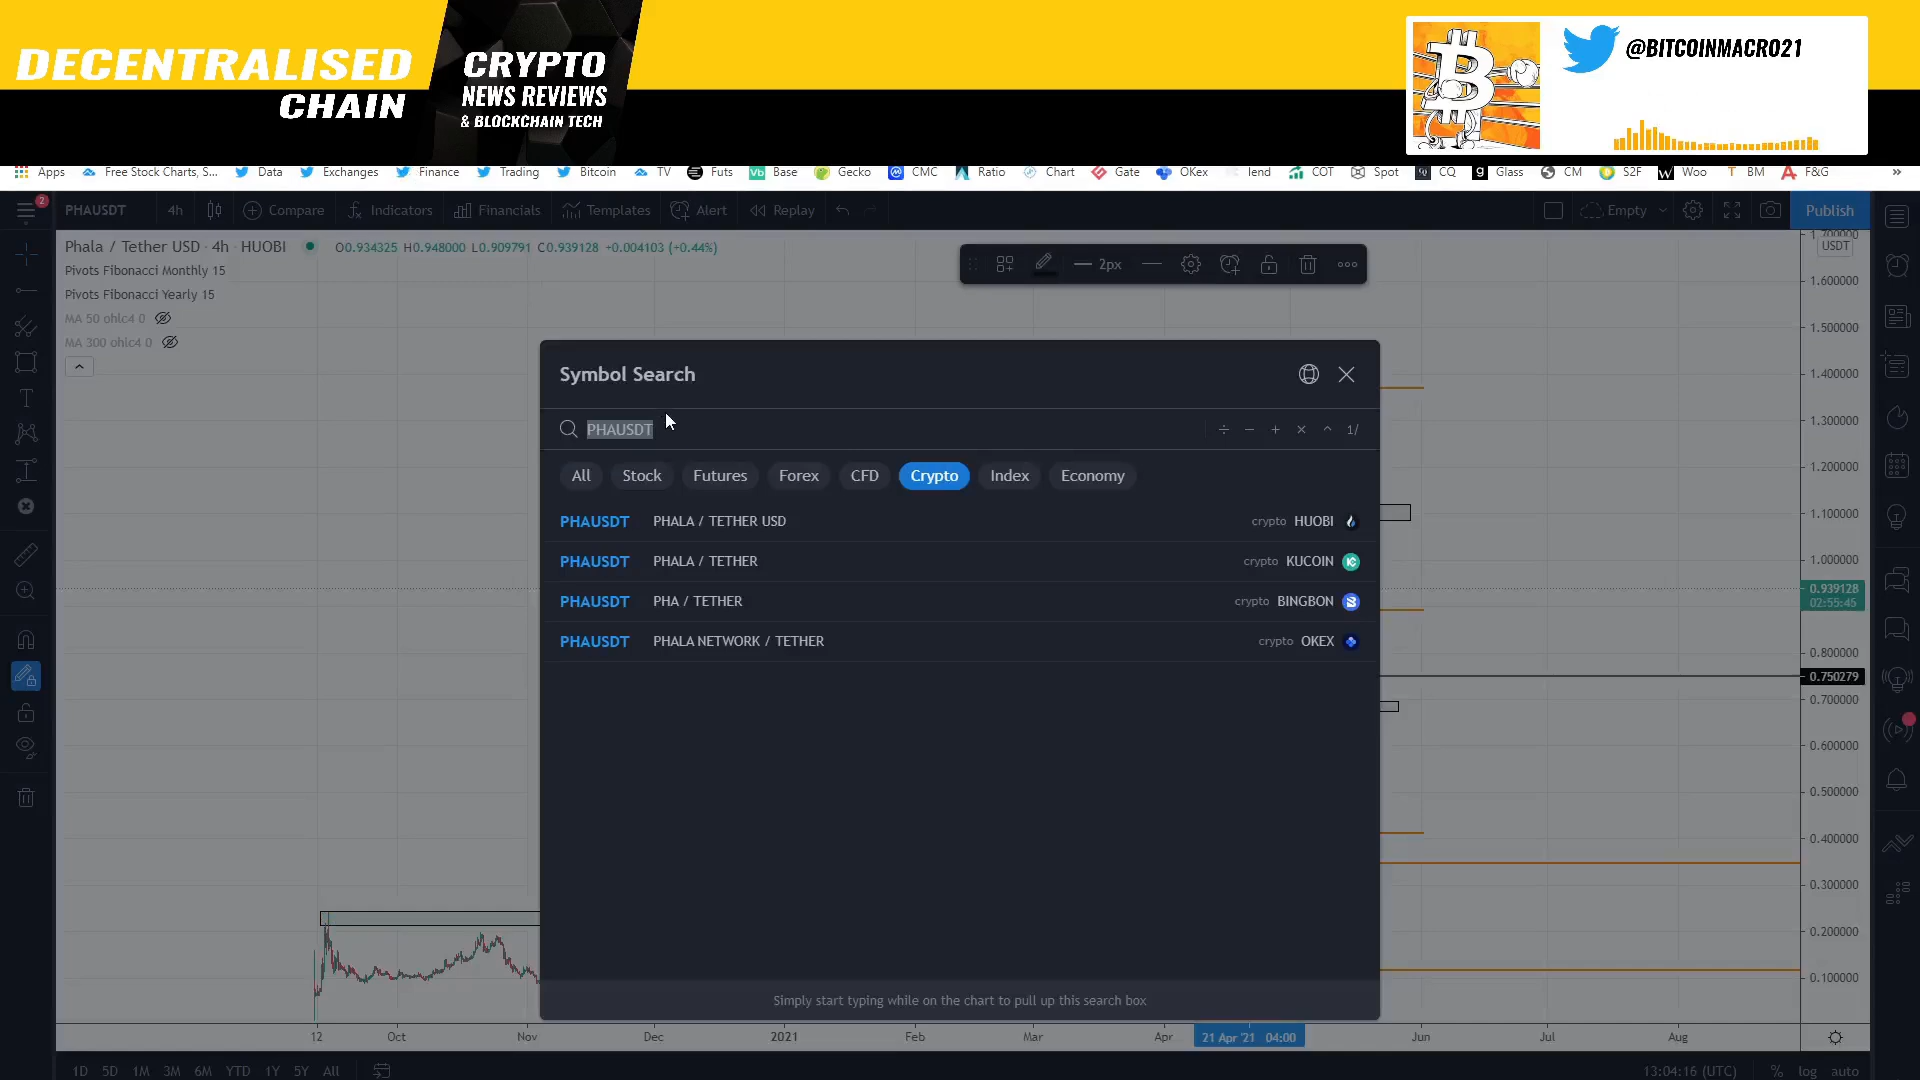 DECENTRALISED
CHAIN
CRYPTO
NEWS REVIEWS
& BLOCKCHAIN TECH
@BITCOINMACRO21
Apps Free Stock Charts, S... Data Exchanges Finance Trading Bitcoin TV Futs Vb Base Gecko CMC Ratio Chart Gate OKex lend COT Spot CQ g Glass CM S2F W Woo BM F&G »
2
PHAUSDT 4h Compare Indicators Financials Templates Alert Replay Empty Publish
Phala / Tether USD · 4h · HUOBI O0.934325 H0.948000 L0.909791 C0.939128 +0.004103 (+0.44%)
Pivots Fibonacci Monthly 15
Pivots Fibonacci Yearly 15
MA 50 ohlc4 0
MA 300 ohlc4 0
2px
Symbol Search
PHAUSDT
÷ − + × ^ 1/
All Stock Futures Forex CFD Crypto Index Economy
PHAUSDT PHALA / TETHER USD crypto HUOBI
PHAUSDT PHALA / TETHER crypto KUCOIN
PHAUSDT PHA / TETHER crypto BINGBON
PHAUSDT PHALA NETWORK / TETHER crypto OKEX
Simply start typing while on the chart to pull up this search box
1.700000
USDT
1.600000
1.500000
1.400000
1.300000
1.200000
1.100000
1.000000
0.939128
02:55:45
0.800000
0.750279
0.700000
0.600000
0.500000
0.400000
0.300000
0.200000
0.100000
12 Oct Nov Dec 2021 Feb Mar Apr 21 Apr '21 04:00 Jun Jul Aug
1D 5D 1M 3M 6M YTD 1Y 5Y All 13:04:16 (UTC) % log auto